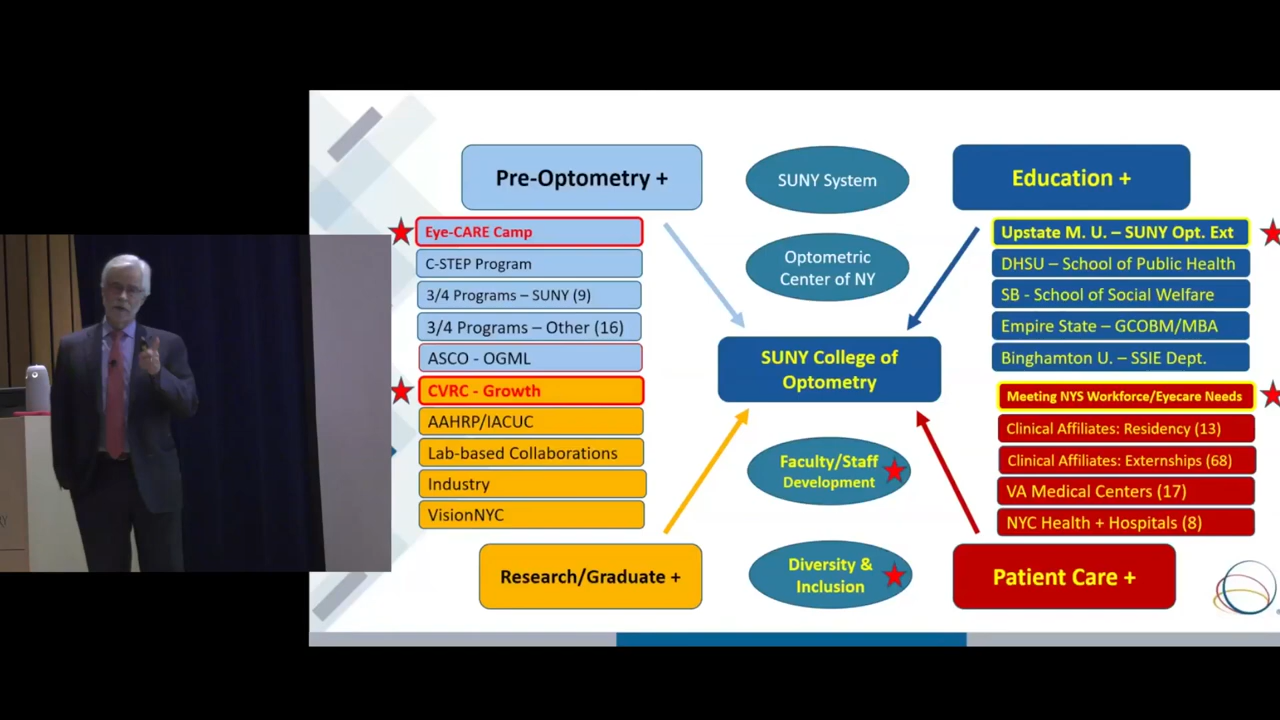 Pre-Optometry +
Eye-CARE Camp
C-STEP Program
3/4 Programs – SUNY (9)
3/4 Programs – Other (16)
ASCO - OGML
CVRC - Growth
AAHRP/IACUC
Lab-based Collaborations
Industry
VisionNYC
Research/Graduate +
SUNY System
Optometric
Center of NY
SUNY College of
Optometry
Faculty/Staff
Development
Diversity &
Inclusion
Education +
Upstate M. U. – SUNY Opt. Ext
DHSU – School of Public Health
SB - School of Social Welfare
Empire State – GCOBM/MBA
Binghamton U. – SSIE Dept.
Meeting NYS Workforce/Eyecare Needs
Clinical Affiliates: Residency (13)
Clinical Affiliates: Externships (68)
VA Medical Centers (17)
NYC Health + Hospitals (8)
Patient Care +